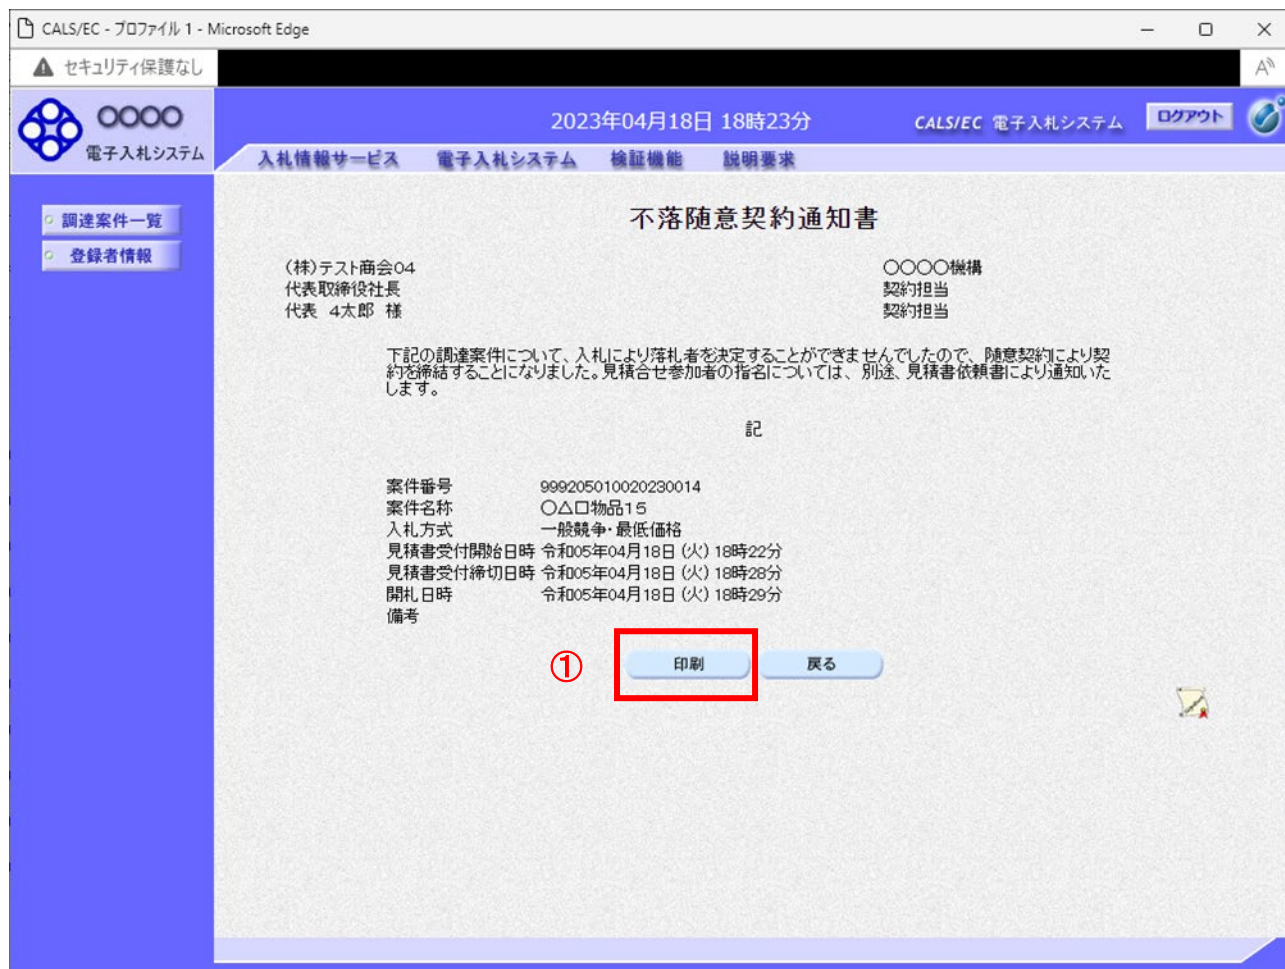 CALS/EC - プロファイル 1 - Microsoft Edge
セキュリティ保護なし
〇〇〇〇
電子入札システム
2023年04月18日 18時23分
CALS/EC 電子入札システム
ログアウト
入札情報サービス 電子入札システム 検証機能 説明要求
調達案件一覧
登録者情報
不落随意契約通知書
(株)テスト商会04
代表取締役社長
代表 4太郎 様
〇〇〇〇機構
契約担当
契約担当
下記の調達案件について、入札により落札者を決定することができませんでしたので、随意契約により契
約を締結することになりました。見積合せ参加者の指名については、別途、見積書依頼書により通知いた
します。
記
案件番号 999205010020230014
案件名称 〇△口物品15
入札方式 一般競争・最低価格
見積書受付開始日時 令和05年04月18日(火) 18時22分
見積書受付締切日時 令和05年04月18日(火) 18時28分
開札日時 令和05年04月18日(火) 18時29分
備考
① 印刷 戻る